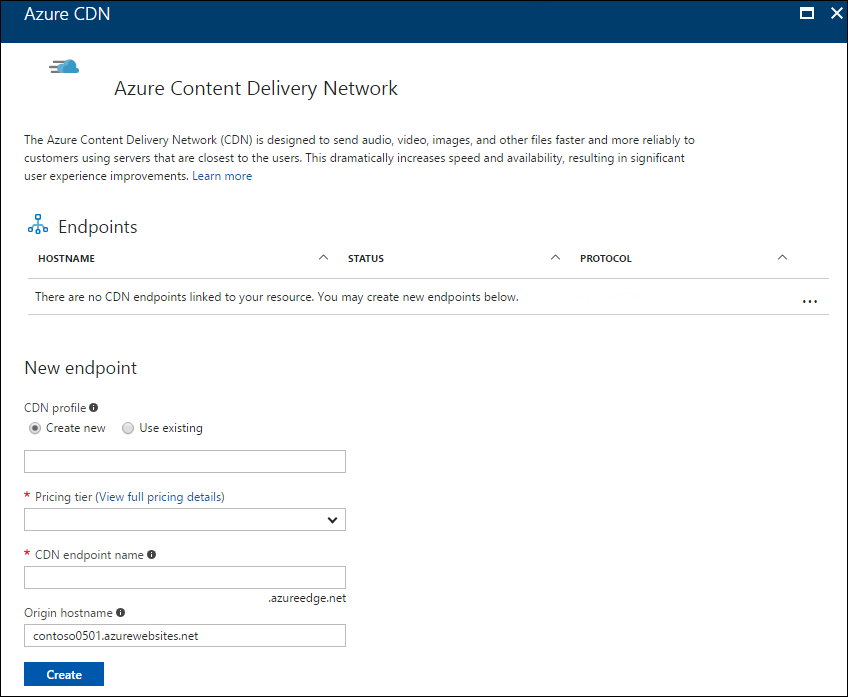 Azure CDN
Azure Content Delivery Network
The Azure Content Delivery Network (CDN) is designed to send audio, video, images, and other files faster and more reliably to
customers using servers that are closest to the users. This dramatically increases speed and availability, resulting in significant
user experience improvements. Learn more
Endpoints
HOSTNAME STATUS PROTOCOL
There are no CDN endpoints linked to your resource. You may create new endpoints below.
New endpoint
CDN profile
Create new Use existing
* Pricing tier (View full pricing details)
* CDN endpoint name
.azureedge.net
Origin hostname
contoso0501.azurewebsites.net
Create